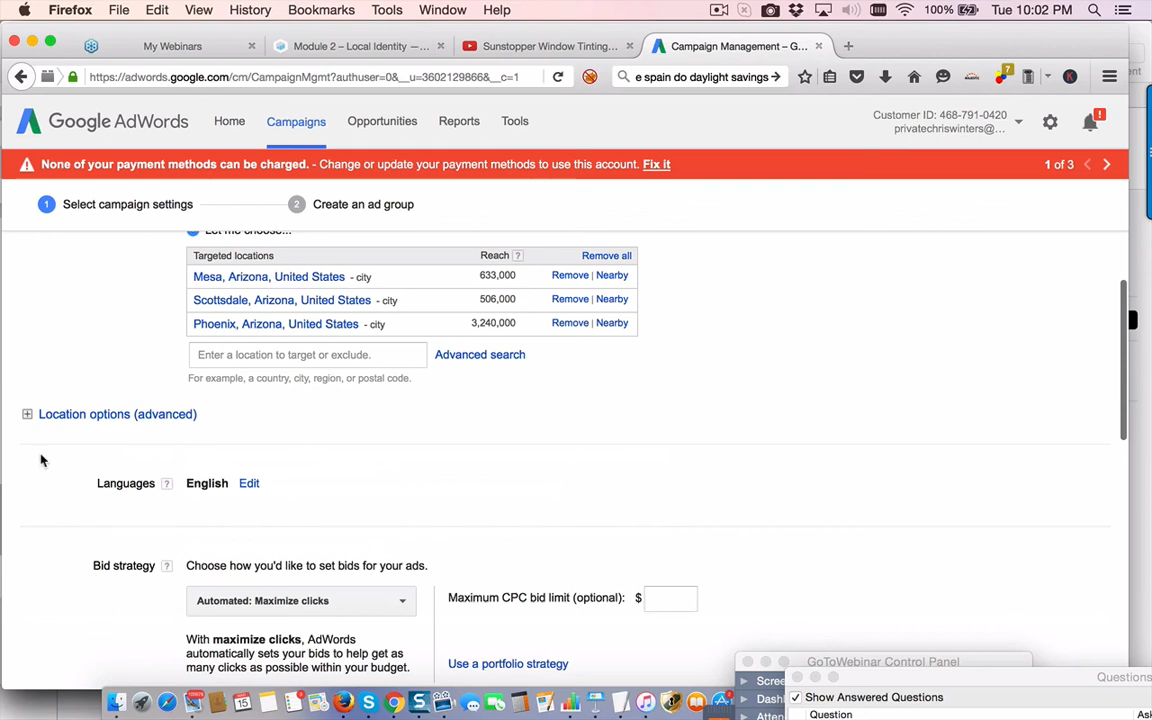 Firefox File Edit View History Bookmarks Tools Window Help 100% Tue 10:02 PM
My Webinars × Module 2 – Local Identity —... × Sunstopper Window Tinting... × Campaign Management – G... × +
https://adwords.google.com/cm/CampaignMgmt?authuser=0&__u=3602129866&__c=1 e spain do daylight savings → 7
Google AdWords Home Campaigns Opportunities Reports Tools Customer ID: 468-791-0420
privatechriswinters@... !
None of your payment methods can be charged. - Change or update your payment methods to use this account. Fix it 1 of 3
1 Select campaign settings 2 Create an ad group
Let me choose...
Targeted locations Reach ? Remove all
Mesa, Arizona, United States - city 633,000 Remove | Nearby
Scottsdale, Arizona, United States - city 506,000 Remove | Nearby
Phoenix, Arizona, United States - city 3,240,000 Remove | Nearby
Enter a location to target or exclude. Advanced search
For example, a country, city, region, or postal code.
Location options (advanced)
Languages ? English Edit
Bid strategy ? Choose how you'd like to set bids for your ads.
Automated: Maximize clicks Maximum CPC bid limit (optional): $
With maximize clicks, AdWords
automatically sets your bids to help get as
many clicks as possible within your budget.
Use a portfolio strategy
GoToWebinar Control Panel
Questions
Scree
Dash
Show Answered Questions
Atten
Question Ask